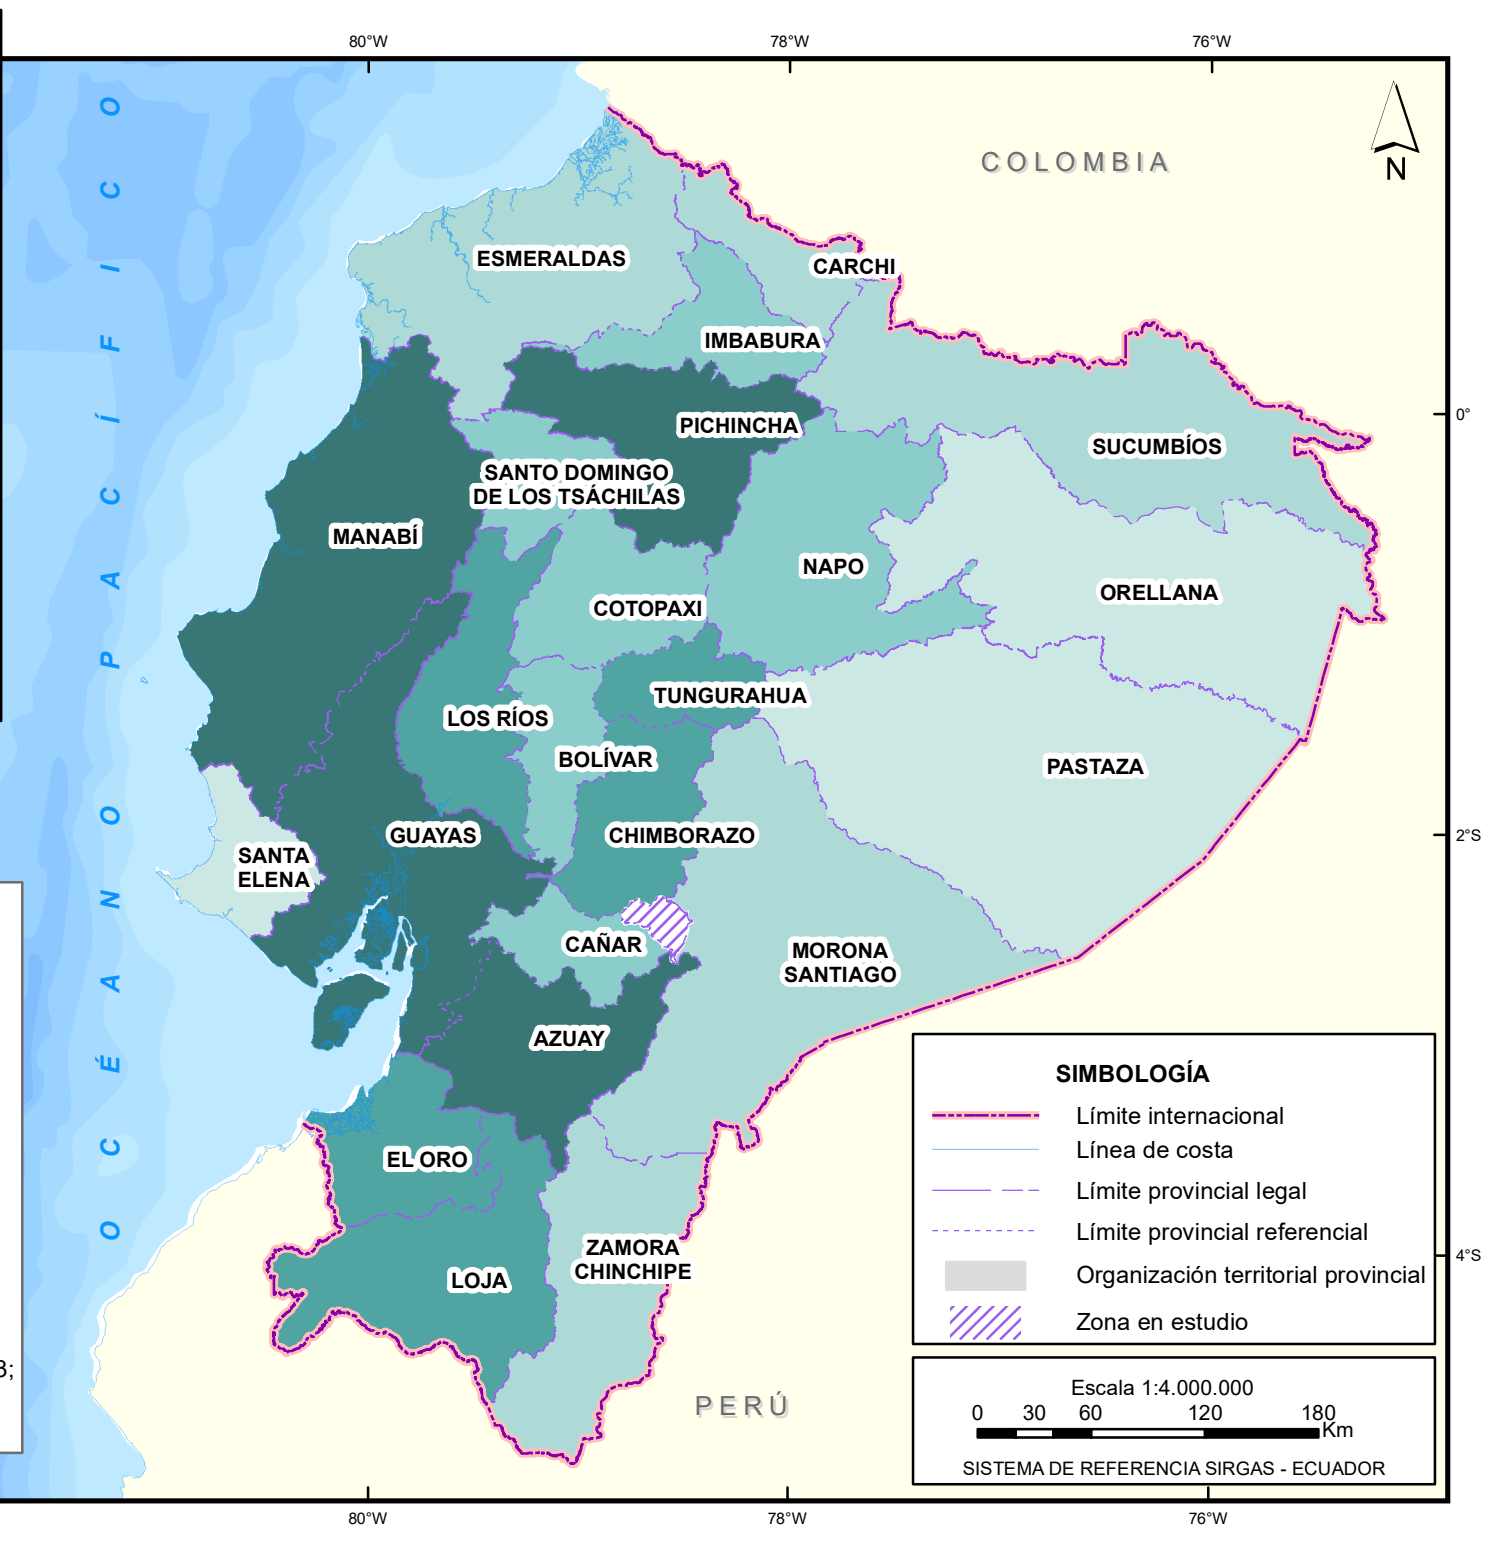 80°W
78°W
76°W
OCÉANO PACÍFICO
COLOMBIA
N
ESMERALDAS
CARCHI
IMBABURA
PICHINCHA
0°
SUCUMBÍOS
SANTO DOMINGO
DE LOS TSÁCHILAS
MANABÍ
NAPO
ORELLANA
COTOPAXI
TUNGURAHUA
LOS RÍOS
BOLÍVAR
PASTAZA
GUAYAS
CHIMBORAZO
2°S
SANTA
ELENA
CAÑAR
MORONA
SANTIAGO
AZUAY
EL ORO
ZAMORA
CHINCHIPE
LOJA
4°S
PERÚ
3;
SIMBOLOGÍA
Límite internacional
Línea de costa
Límite provincial legal
Límite provincial referencial
Organización territorial provincial
Zona en estudio
Escala 1:4.000.000
0 30 60 120 180
Km
SISTEMA DE REFERENCIA SIRGAS - ECUADOR
80°W
78°W
76°W